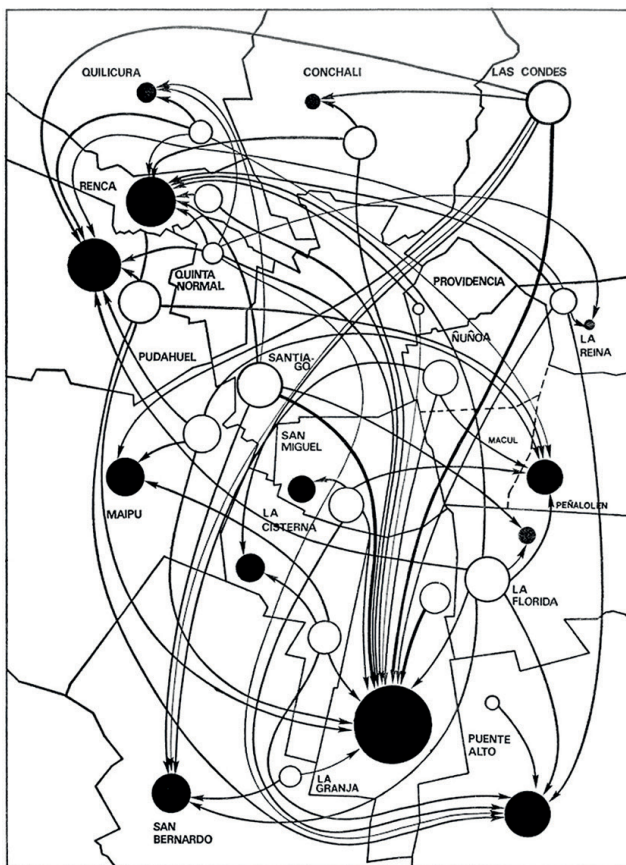 QUILICURA
CONCHALI
LAS CONDES
RENCA
QUINTA
NORMAL
PROVIDENCIA
ÑUÑOA
LA
REINA
PUDAHUEL
SANTIA-
GO
SAN
MIGUEL
MACUL
MAIPU
LA
CISTERNA
PEÑALOLEN
LA
FLORIDA
PUENTE
ALTO
LA
GRANJA
SAN
BERNARDO